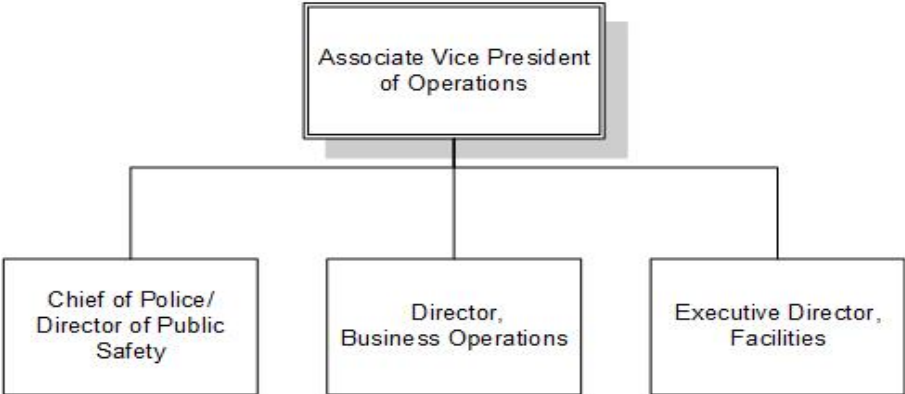 Associate Vice President
of Operations
Chief of Police/
Director of Public
Safety
Director,
Business Operations
Executive Director,
Facilities